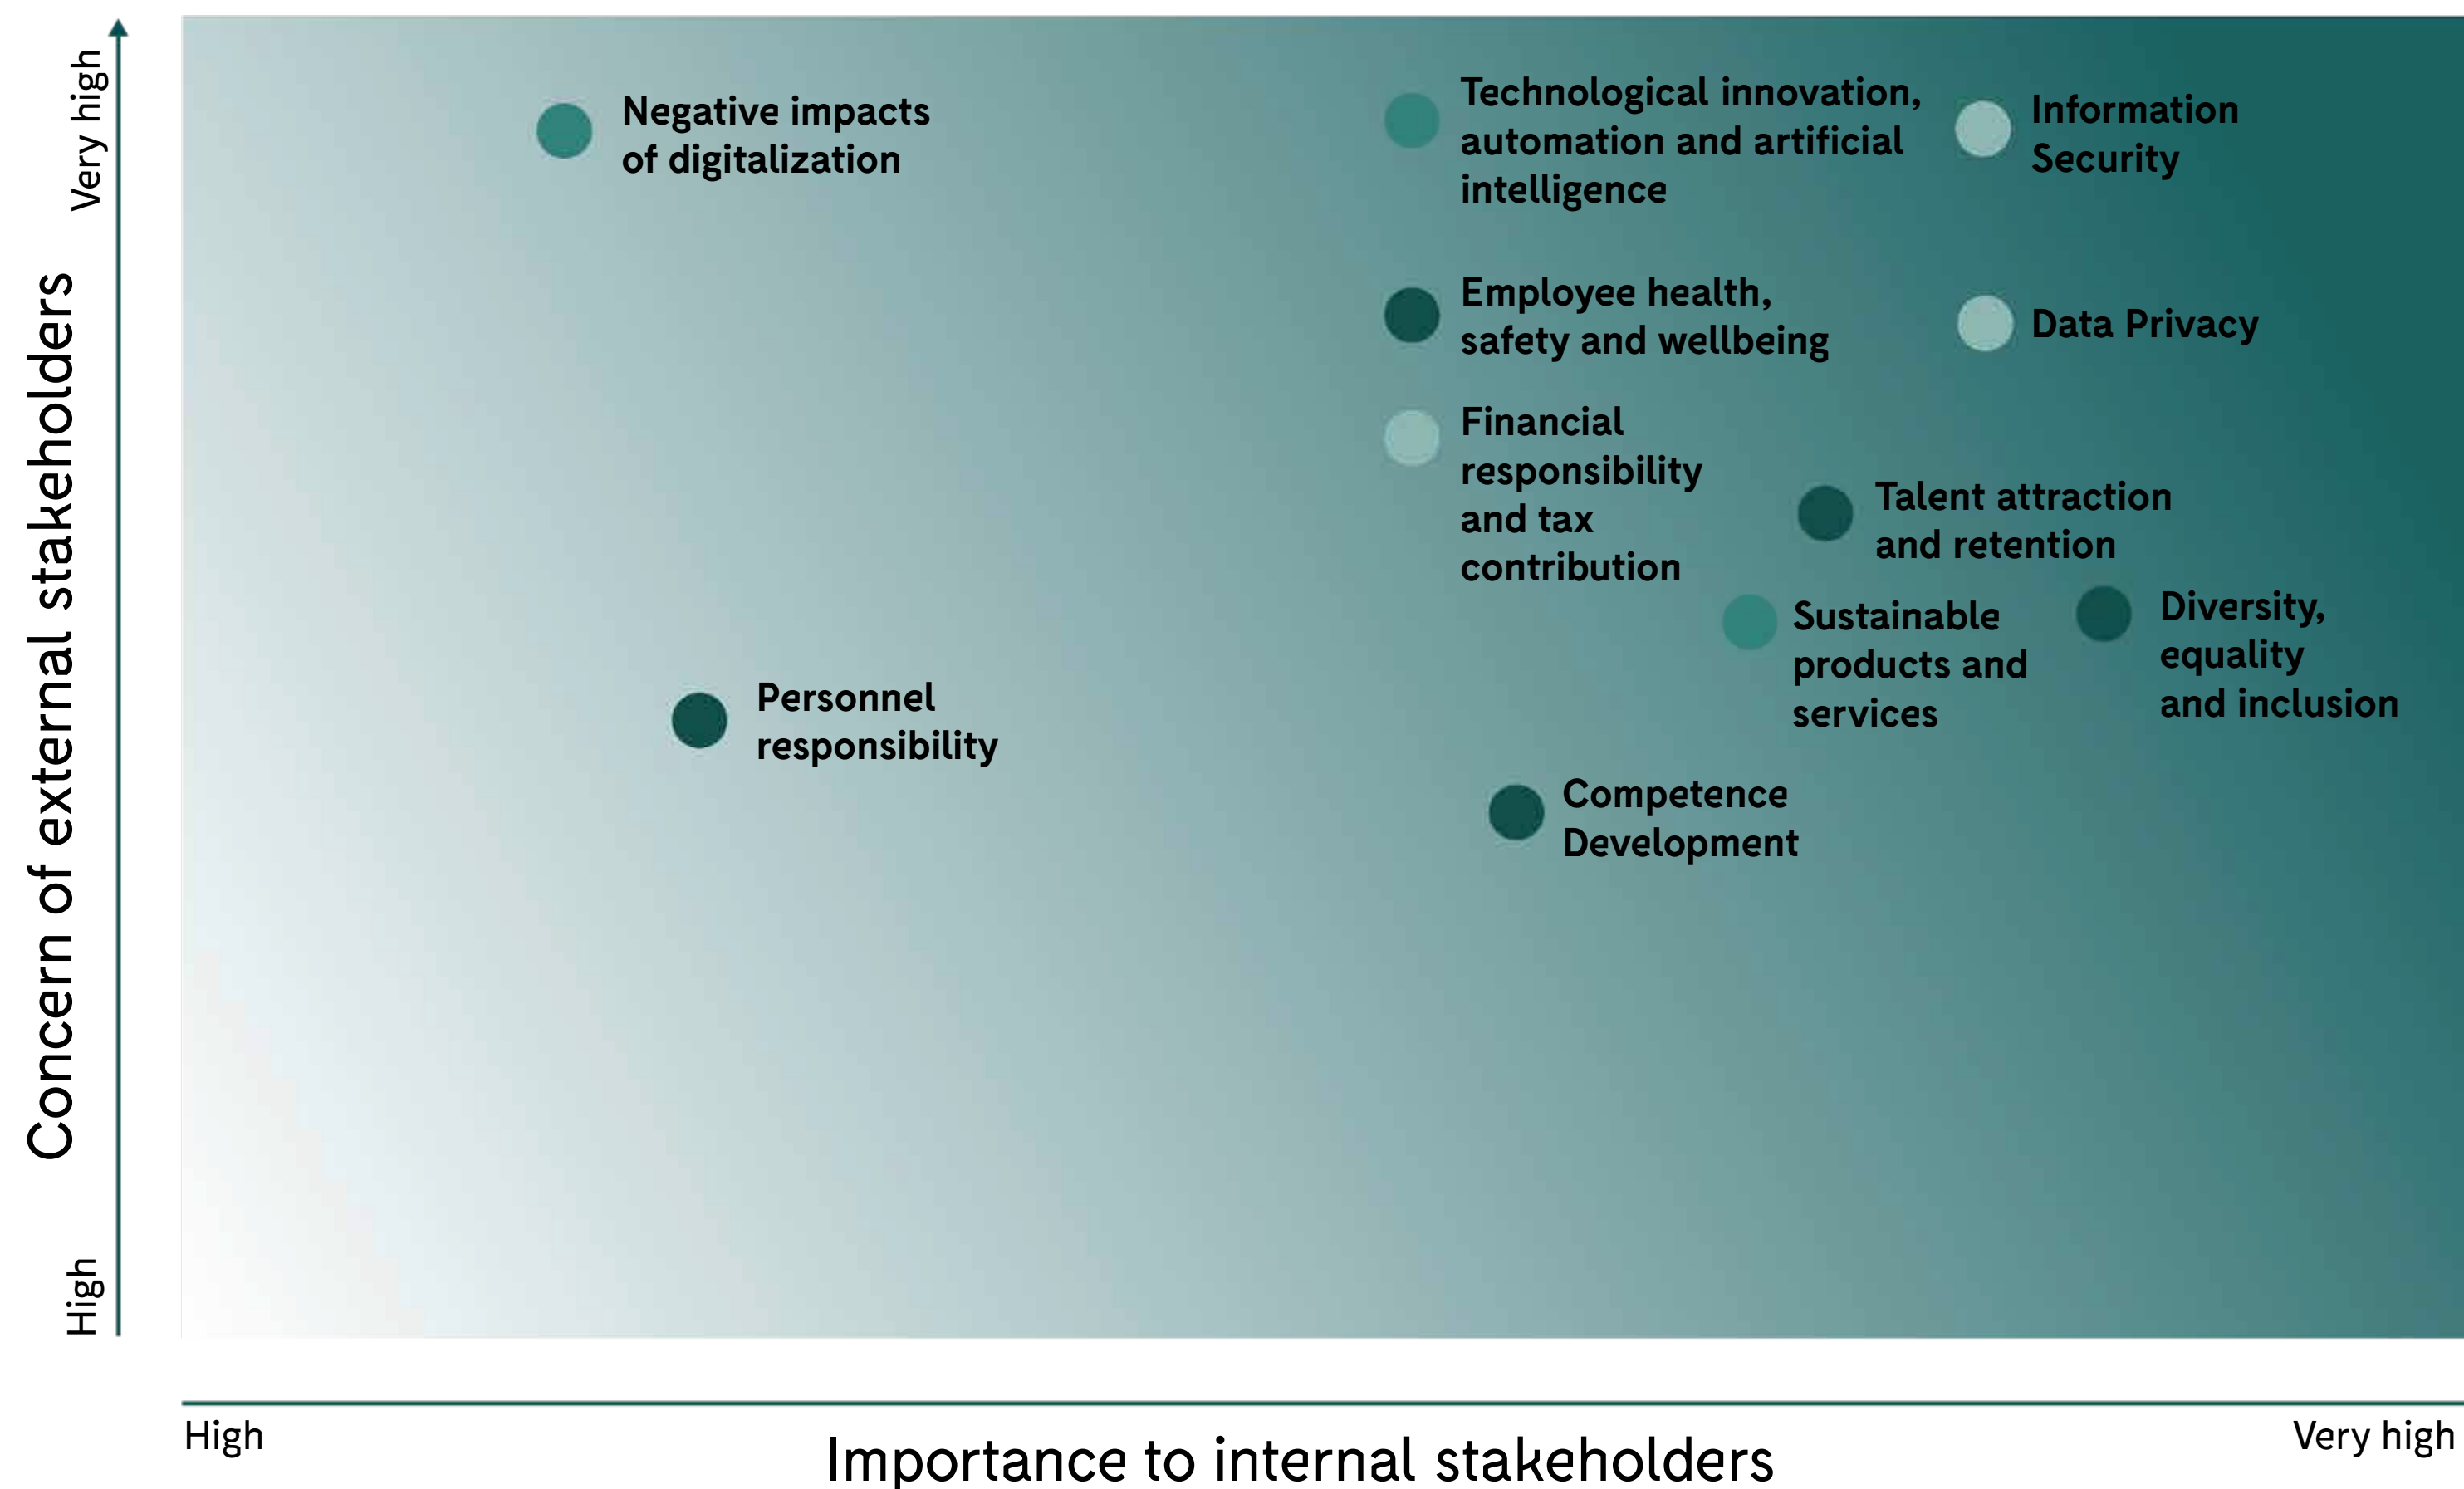 Very high
Concern of external stakeholders
High
Negative impacts
of digitalization
Technological innovation,
automation and artificial
intelligence
Information
Security
Employee health,
safety and wellbeing
Data Privacy
Financial
responsibility
and tax
contribution
Talent attraction
and retention
Sustainable
products and
services
Diversity,
equality
and inclusion
Personnel
responsibility
Competence
Development
High
Importance to internal stakeholders
Very high